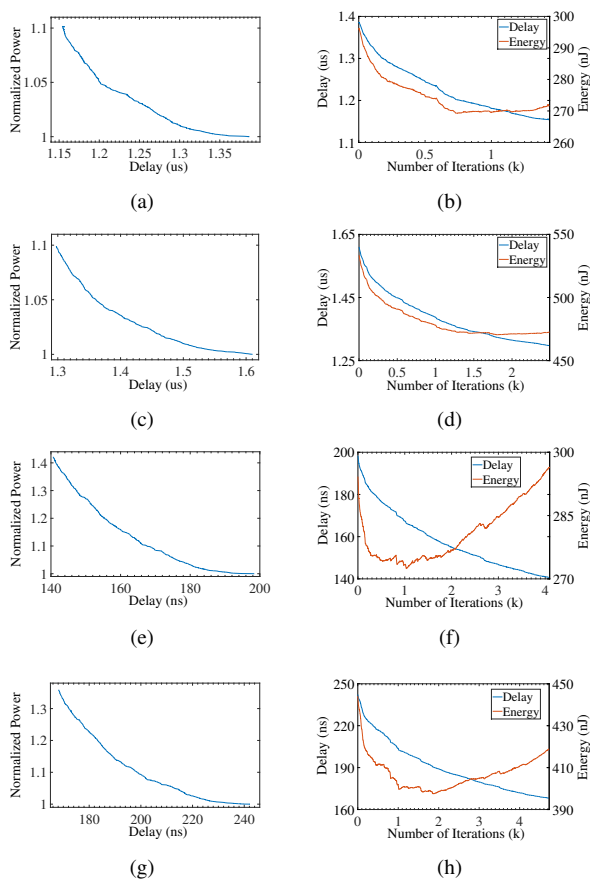 Normalized Power
1.1
1.05
1
1.15 1.2 1.25 1.3 1.35
Delay (us)
(a)
Delay (us)
1.4
1.3
1.2
1.1
0 0.5 1
Number of Iterations (k)
Delay
Energy
300
290
280
270
260
Energy (nJ)
(b)
Normalized Power
1.1
1.05
1
1.3 1.4 1.5 1.6
Delay (us)
(c)
Delay (us)
1.65
1.55
1.45
1.35
1.25
0 0.5 1 1.5 2
Number of Iterations (k)
Delay
Energy
550
500
450
Energy (nJ)
(d)
Normalized Power
1.4
1.3
1.2
1.1
1
140 160 180 200
Delay (ns)
(e)
Delay (ns)
200
190
180
170
160
150
140
0 1 2 3 4
Number of Iterations (k)
Delay
Energy
300
285
275
270
Energy (nJ)
(f)
Normalized Power
1.3
1.2
1.1
1
180 200 220 240
Delay (ns)
(g)
Delay (ns)
250
220
190
160
0 1 2 3 4
Number of Iterations (k)
Delay
Energy
450
430
410
390
Energy (nJ)
(h)